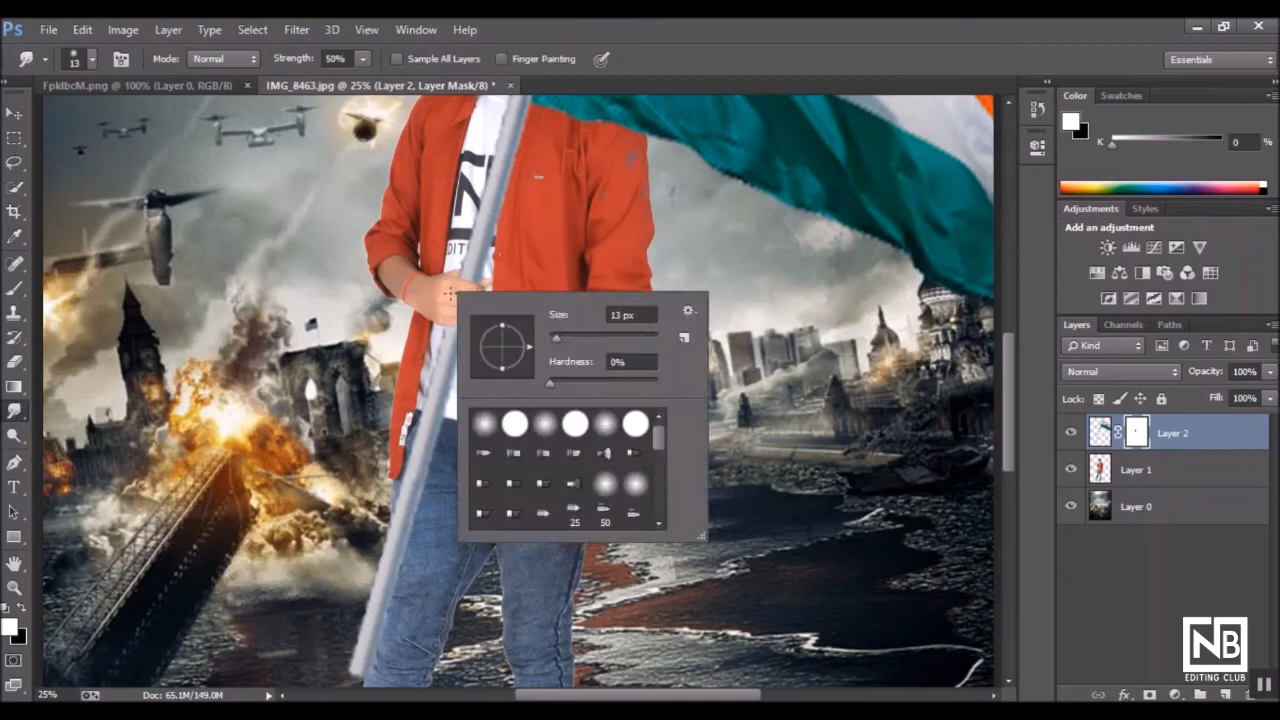 Ps File Edit Image Layer Type Select Filter 3D View Window Help
13 Mode: Normal Strength: 50% Sample All Layers Finger Painting Essentials
FpklbcM.png @ 100% (Layer 0, RGB/8) × IMG_8463.jpg @ 25% (Layer 2, Layer Mask/8) * ×
Color Swatches
K 0 %
Adjustments Styles
Add an adjustment
Size: 13 px
Hardness: 0%
25 50
Layers Channels Paths
Kind
Normal Opacity: 100%
Lock: Fill: 100%
Layer 2
Layer 1
Layer 0
NB
EDITING CLUB
25% Doc: 65.1M/149.0M